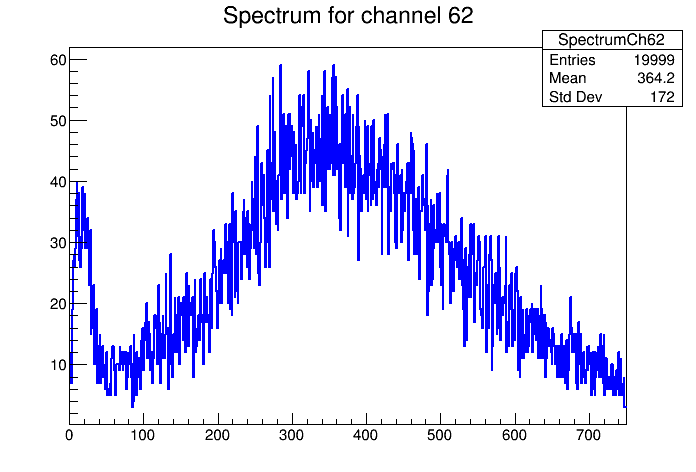 Spectrum for channel 62
SpectrumCh62
Entries 19999
Mean 364.2
Std Dev 172
60
50
40
30
20
10
0 100 200 300 400 500 600 700